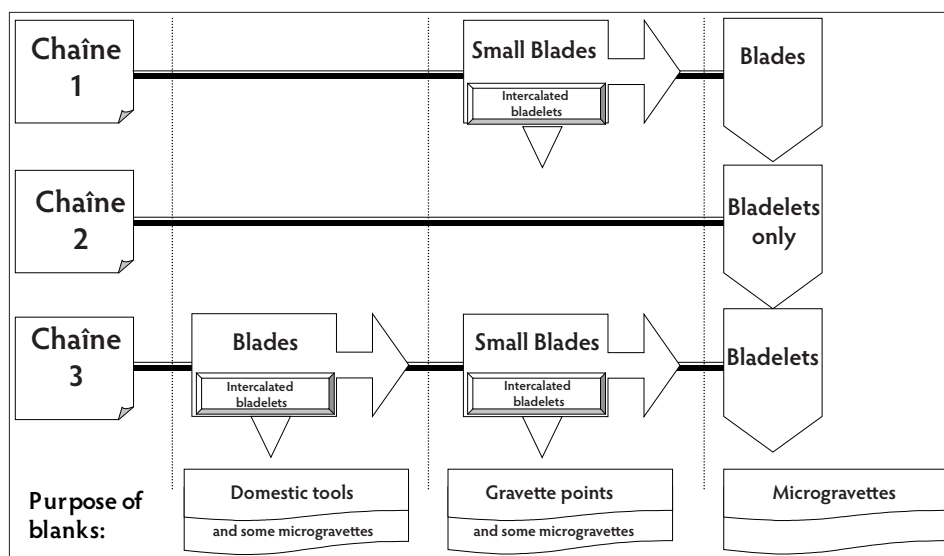 Chaîne
1
Small Blades
Intercalated
bladelets
Blades
Chaîne
2
Bladelets
only
Chaîne
3
Blades
Intercalated
bladelets
Small Blades
Intercalated
bladelets
Bladelets
Purpose of
blanks:
Domestic tools
and some microgravettes
Gravette points
and some microgravettes
Microgravettes